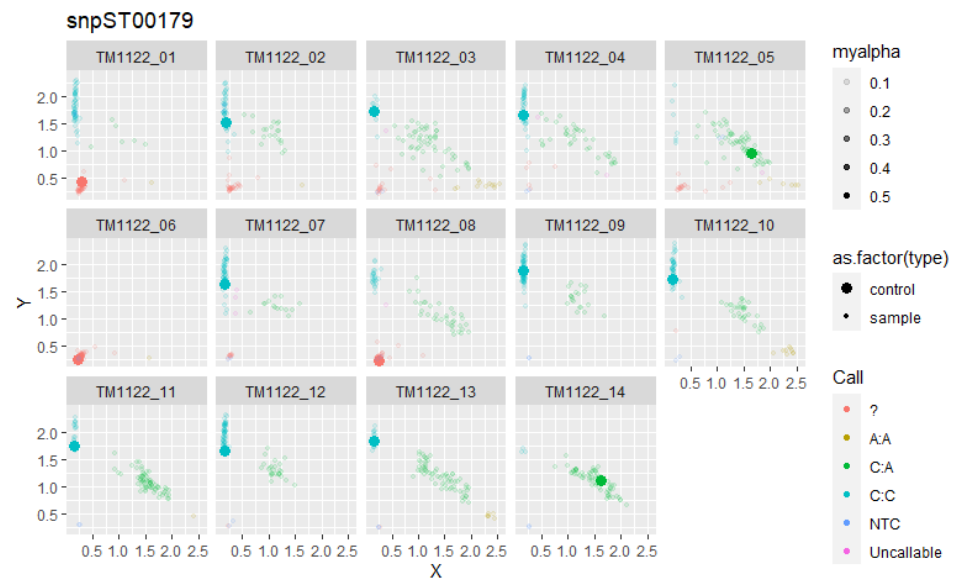 snpST00179
TM1122_01 TM1122_02 TM1122_03 TM1122_04 TM1122_05
2.0
1.5
1.0
0.5
TM1122_06 TM1122_07 TM1122_08 TM1122_09 TM1122_10
2.0
1.5
1.0
0.5
Y
0.5 1.0 1.5 2.0 2.5
TM1122_11 TM1122_12 TM1122_13 TM1122_14
2.0
1.5
1.0
0.5
0.5 1.0 1.5 2.0 2.5 0.5 1.0 1.5 2.0 2.5 0.5 1.0 1.5 2.0 2.5 0.5 1.0 1.5 2.0 2.5
X
myalpha
0.1
0.2
0.3
0.4
0.5
as.factor(type)
control
sample
Call
?
A:A
C:A
C:C
NTC
Uncallable